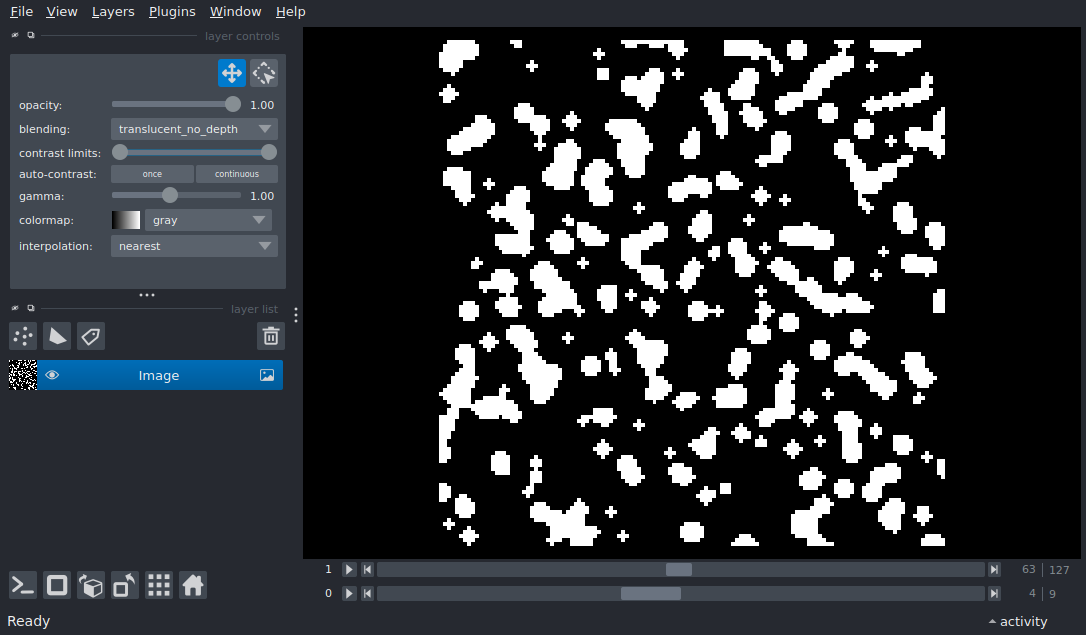 File View Layers Plugins Window Help
layer controls
opacity: 1.00
blending: translucent_no_depth
contrast limits:
auto-contrast: once continuous
gamma: 1.00
colormap: gray
interpolation: nearest
layer list
Image
1 63 127
0 4 9
Ready activity